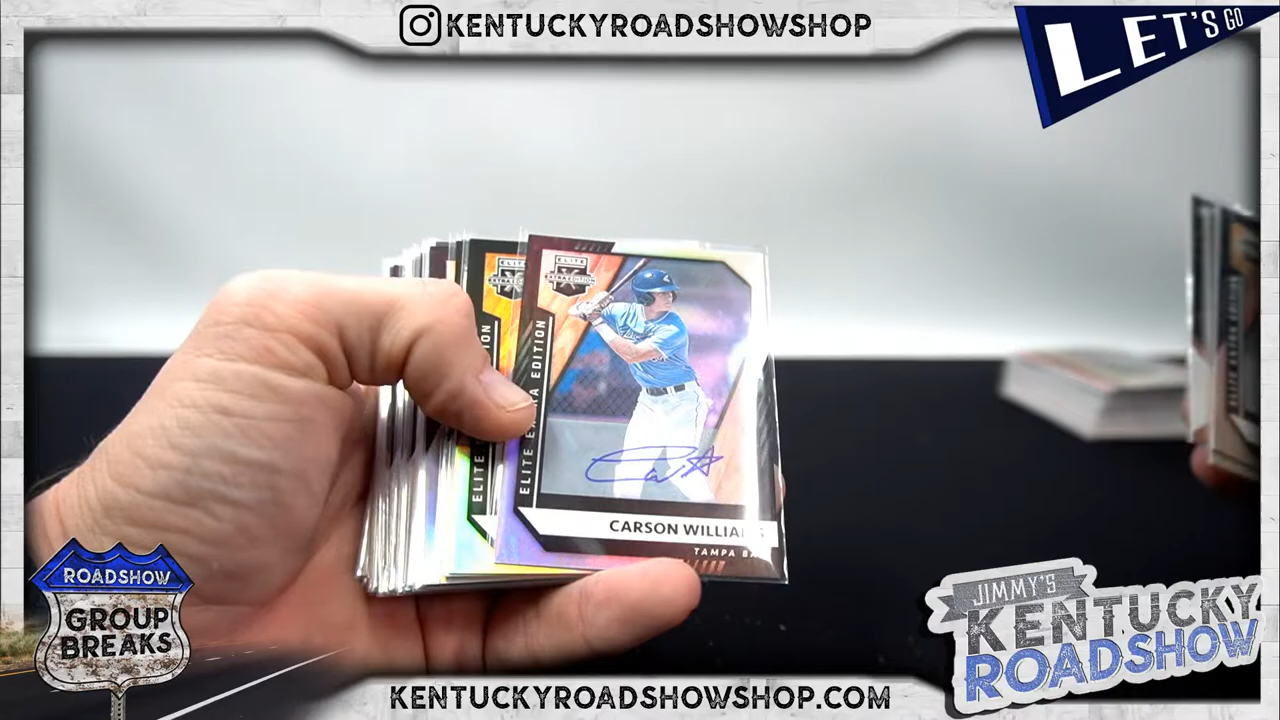 KENTUCKYROADSHOWSHOP
LET'S GO
ELITE
EXTRA EDITION
ELITE EXTRA EDITION
CARSON WILLIAMS
TAMPA BA
ROADSHOW
GROUP
BREAKS
JIMMY'S
KENTUCKY
ROADSHOW
KENTUCKYROADSHOWSHOP.COM